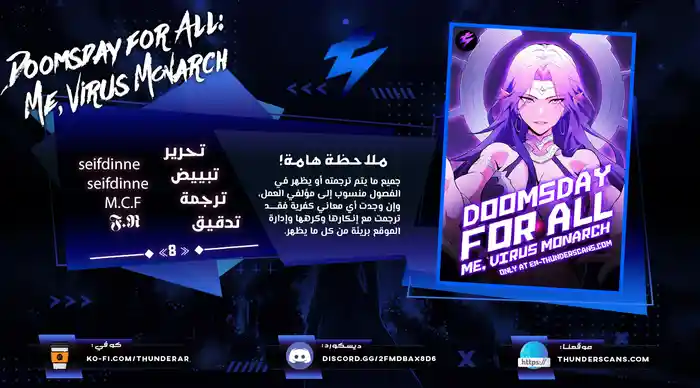 DOOMSDAY FOR ALL:
ME, VIRUS MONARCH
تحرير
seifdinne
تبييض
seifdinne
ترجمة
M.C.F
تدقيق
F.R
«8»
ملاحظة هامة!
جميع ما يتم ترجمته أو يظهر في
الفصول منسوب إلى مؤلفي العمل،
وإن وجدت أي معاني كفرية فقد
ترجمت مع إنكارها وكرهها وإدارة
الموقع بريئة من كل ما يظهر.
DOOMSDAY
FOR ALL
ME, VIRUS MONARCH
ONLY AT EN-THUNDERSCANS.COM
كو في:
KO-FI.COM/THUNDERAR
ديسكورد:
DISCORD.GG/2FMDBAX8D6
موقعنا:
https://
THUNDERSCANS.COM